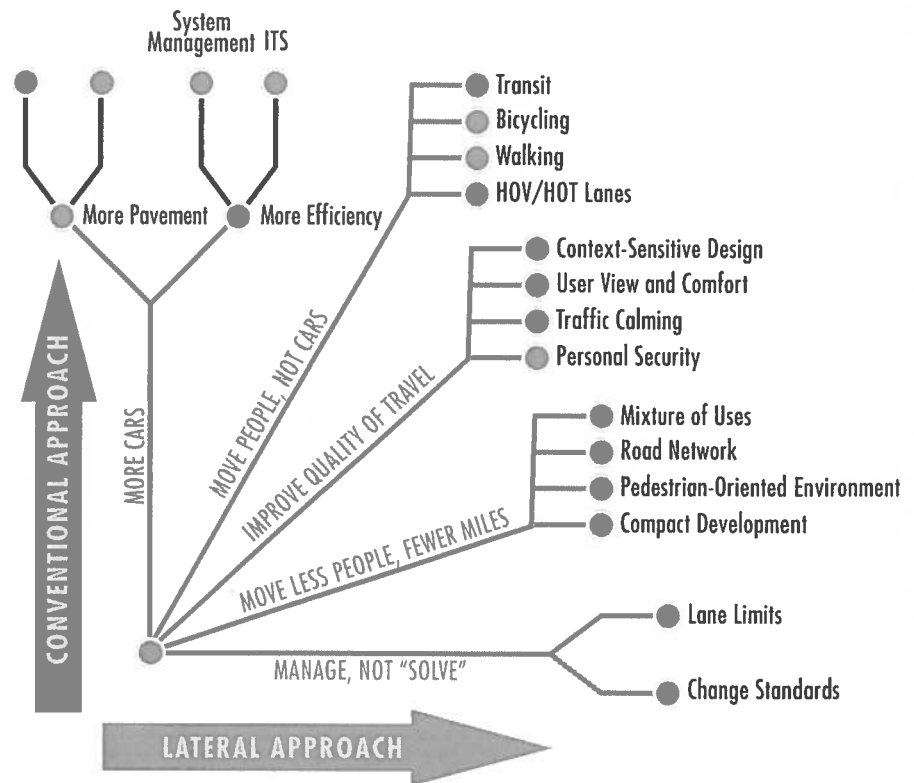 System
Management ITS
More Pavement
More Efficiency
Transit
Bicycling
Walking
HOV/HOT Lanes
Context-Sensitive Design
User View and Comfort
Traffic Calming
Personal Security
Mixture of Uses
Road Network
Pedestrian-Oriented Environment
Compact Development
Lane Limits
Change Standards
CONVENTIONAL APPROACH
MORE CARS
MOVE PEOPLE, NOT CARS
IMPROVE QUALITY OF TRAVEL
MOVE LESS PEOPLE, FEWER MILES
MANAGE, NOT "SOLVE"
LATERAL APPROACH